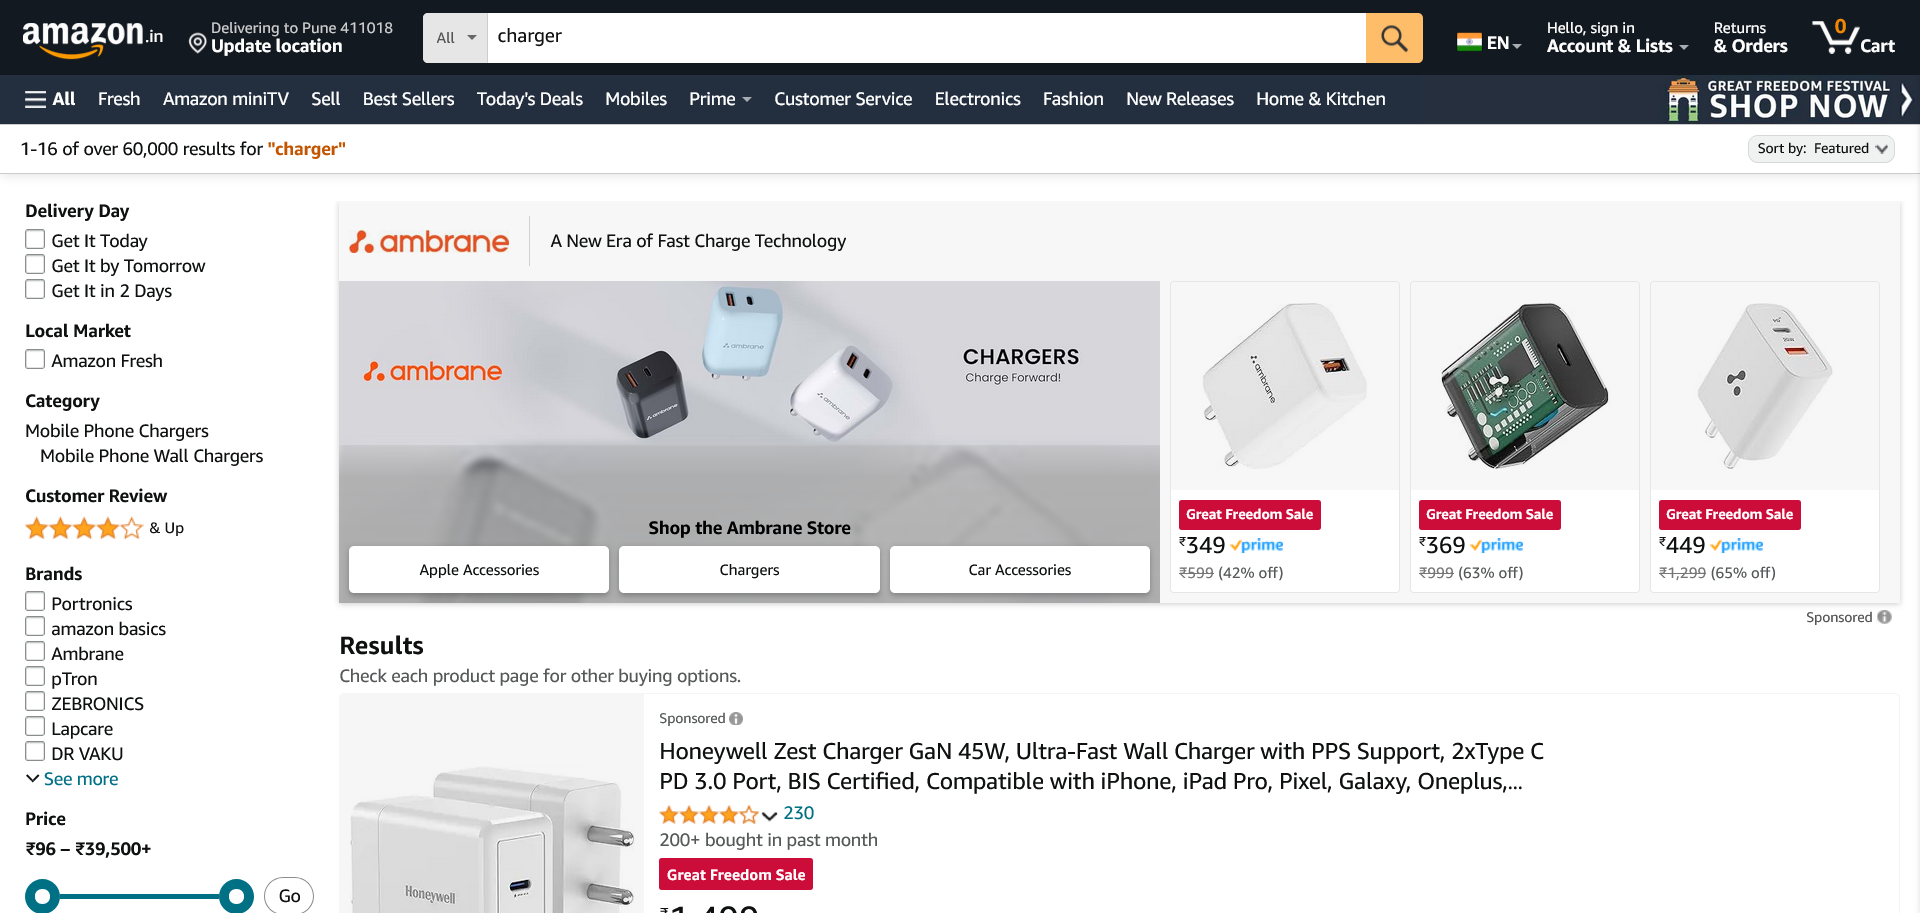 amazon.in
Delivering to Pune 411018
Update location
All
charger
EN
Hello, sign in
Account & Lists
Returns
& Orders
0
Cart
All
Fresh
Amazon miniTV
Sell
Best Sellers
Today's Deals
Mobiles
Prime
Customer Service
Electronics
Fashion
New Releases
Home & Kitchen
GREAT FREEDOM FESTIVAL
SHOP NOW
1-16 of over 60,000 results for "charger"
Sort by: Featured
Delivery Day
Get It Today
Get It by Tomorrow
Get It in 2 Days
Local Market
Amazon Fresh
Category
Mobile Phone Chargers
Mobile Phone Wall Chargers
Customer Review
& Up
Brands
Portronics
amazon basics
Ambrane
pTron
ZEBRONICS
Lapcare
DR VAKU
See more
Price
₹96 – ₹39,500+
Go
ambrane
A New Era of Fast Charge Technology
ambrane
ambrane
ambrane
ambrane
CHARGERS
Charge Forward!
Shop the Ambrane Store
Apple Accessories
Chargers
Car Accessories
ambrane
Great Freedom Sale
₹349 prime
₹599 (42% off)
Great Freedom Sale
₹369 prime
₹999 (63% off)
Great Freedom Sale
₹449 prime
₹1,299 (65% off)
Sponsored
Results
Check each product page for other buying options.
Honeywell
Sponsored
Honeywell Zest Charger GaN 45W, Ultra-Fast Wall Charger with PPS Support, 2xType C
PD 3.0 Port, BIS Certified, Compatible with iPhone, iPad Pro, Pixel, Galaxy, Oneplus,...
230
200+ bought in past month
Great Freedom Sale